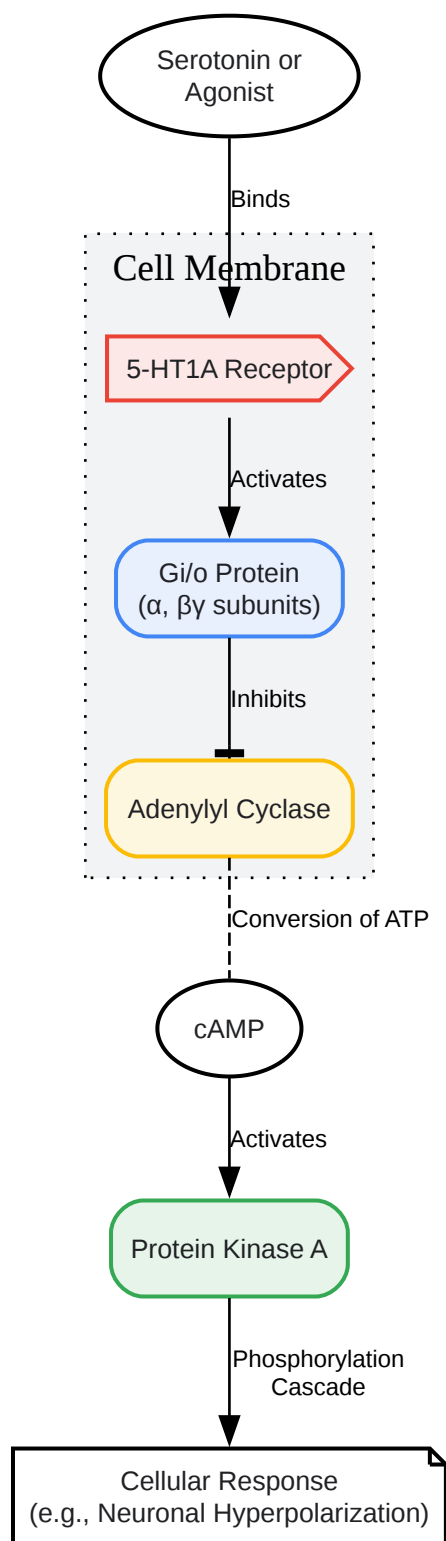 Serotonin or
Agonist
Binds
Cell Membrane
5-HT1A Receptor
Activates
Gi/o Protein
(α, βγ subunits)
Inhibits
Adenylyl Cyclase
Conversion of ATP
cAMP
Activates
Protein Kinase A
Phosphorylation
Cascade
Cellular Response
(e.g., Neuronal Hyperpolarization)